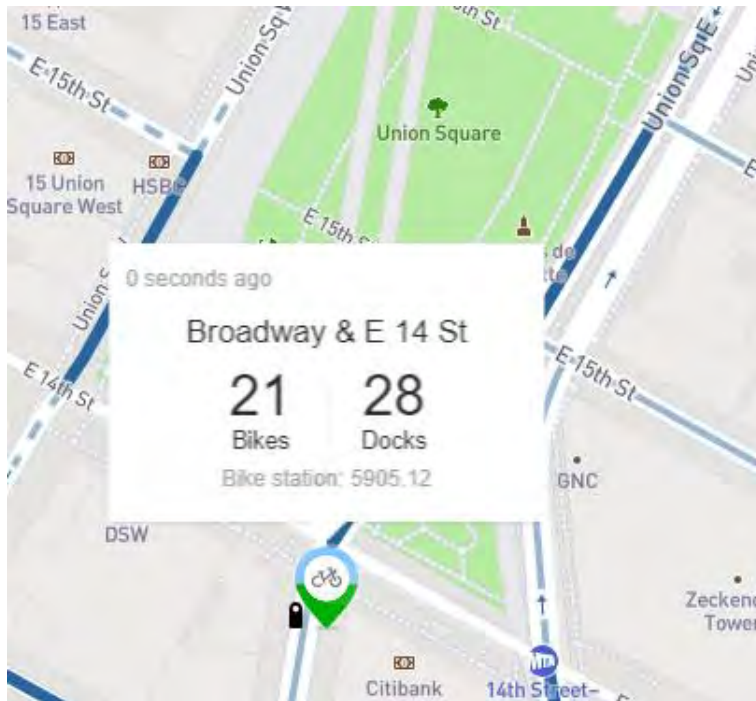 15 East
E 15th St
Union Sq W
th St
Union Sq E
Union Square
15 Union
Square West
HSBC
E 15th
0 seconds ago
Broadway & E 14 St
21
Bikes
28
Docks
Bike station: 5905.12
E 14th St
E 15th St
GNC
DSW
Zeckend
Tower
Citibank
MTA
14th Street–